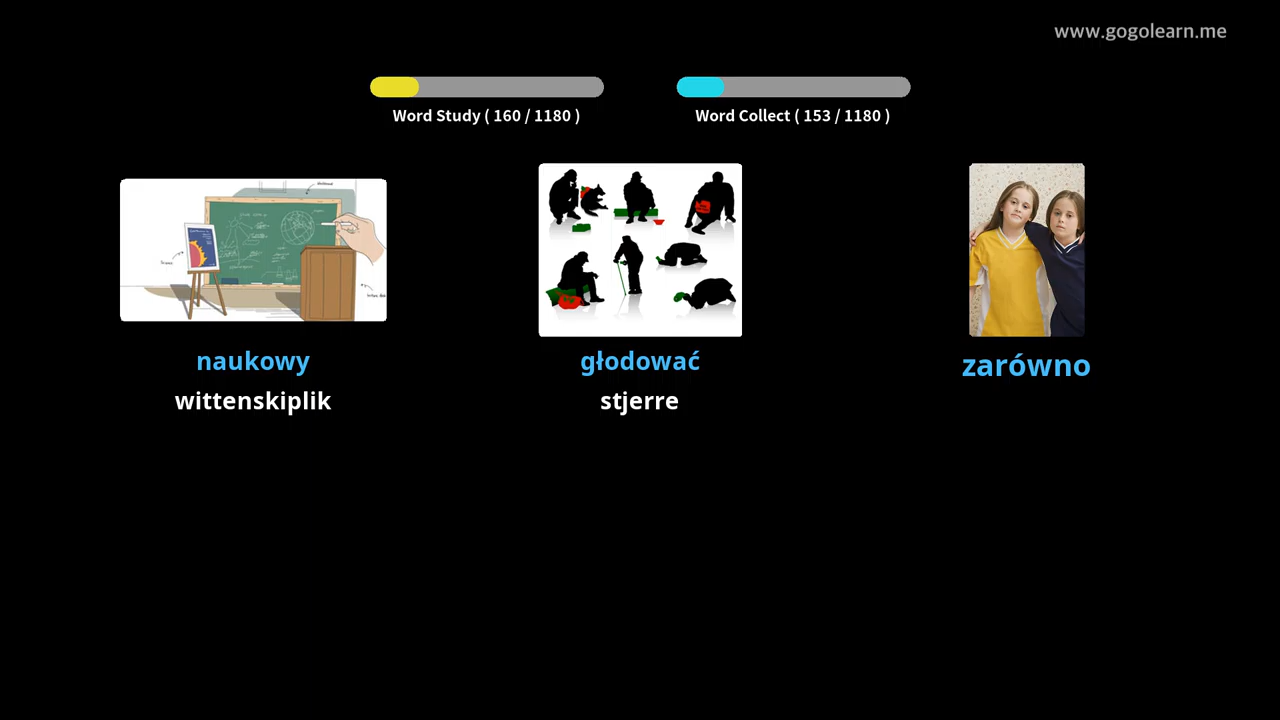 www.gogolearn.me
Word Study ( 160 / 1180 )
Word Collect ( 153 / 1180 )
naukowy
wittenskiplik
głodować
stjerre
zarówno